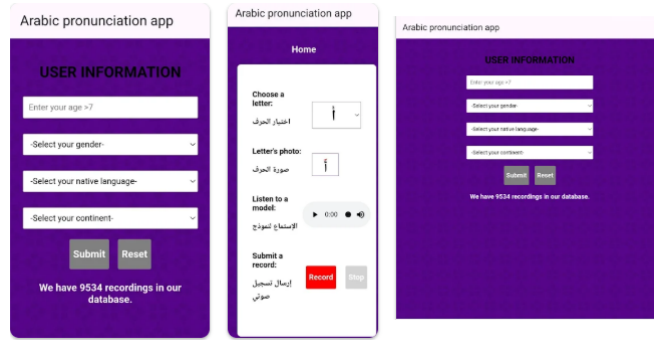 Arabic pronunciation app
USER INFORMATION
Enter your age >7
-Select your gender-
-Select your native language-
-Select your continent-
Submit Reset
We have 9534 recordings in our
database.
Arabic pronunciation app
Home
Choose a
letter:
اختيار الحرف
أ
Letter's photo:
صورة الحرف
أ
Listen to a
model:
الإستماع لنموذج
0:00
Submit a
record:
إرسال تسجيل
صوتي
Record Stop
Arabic pronunciation app
USER INFORMATION
Enter your age >7
-Select your gender-
-Select your native language-
-Select your continent-
Submit Reset
We have 9534 recordings in our database.